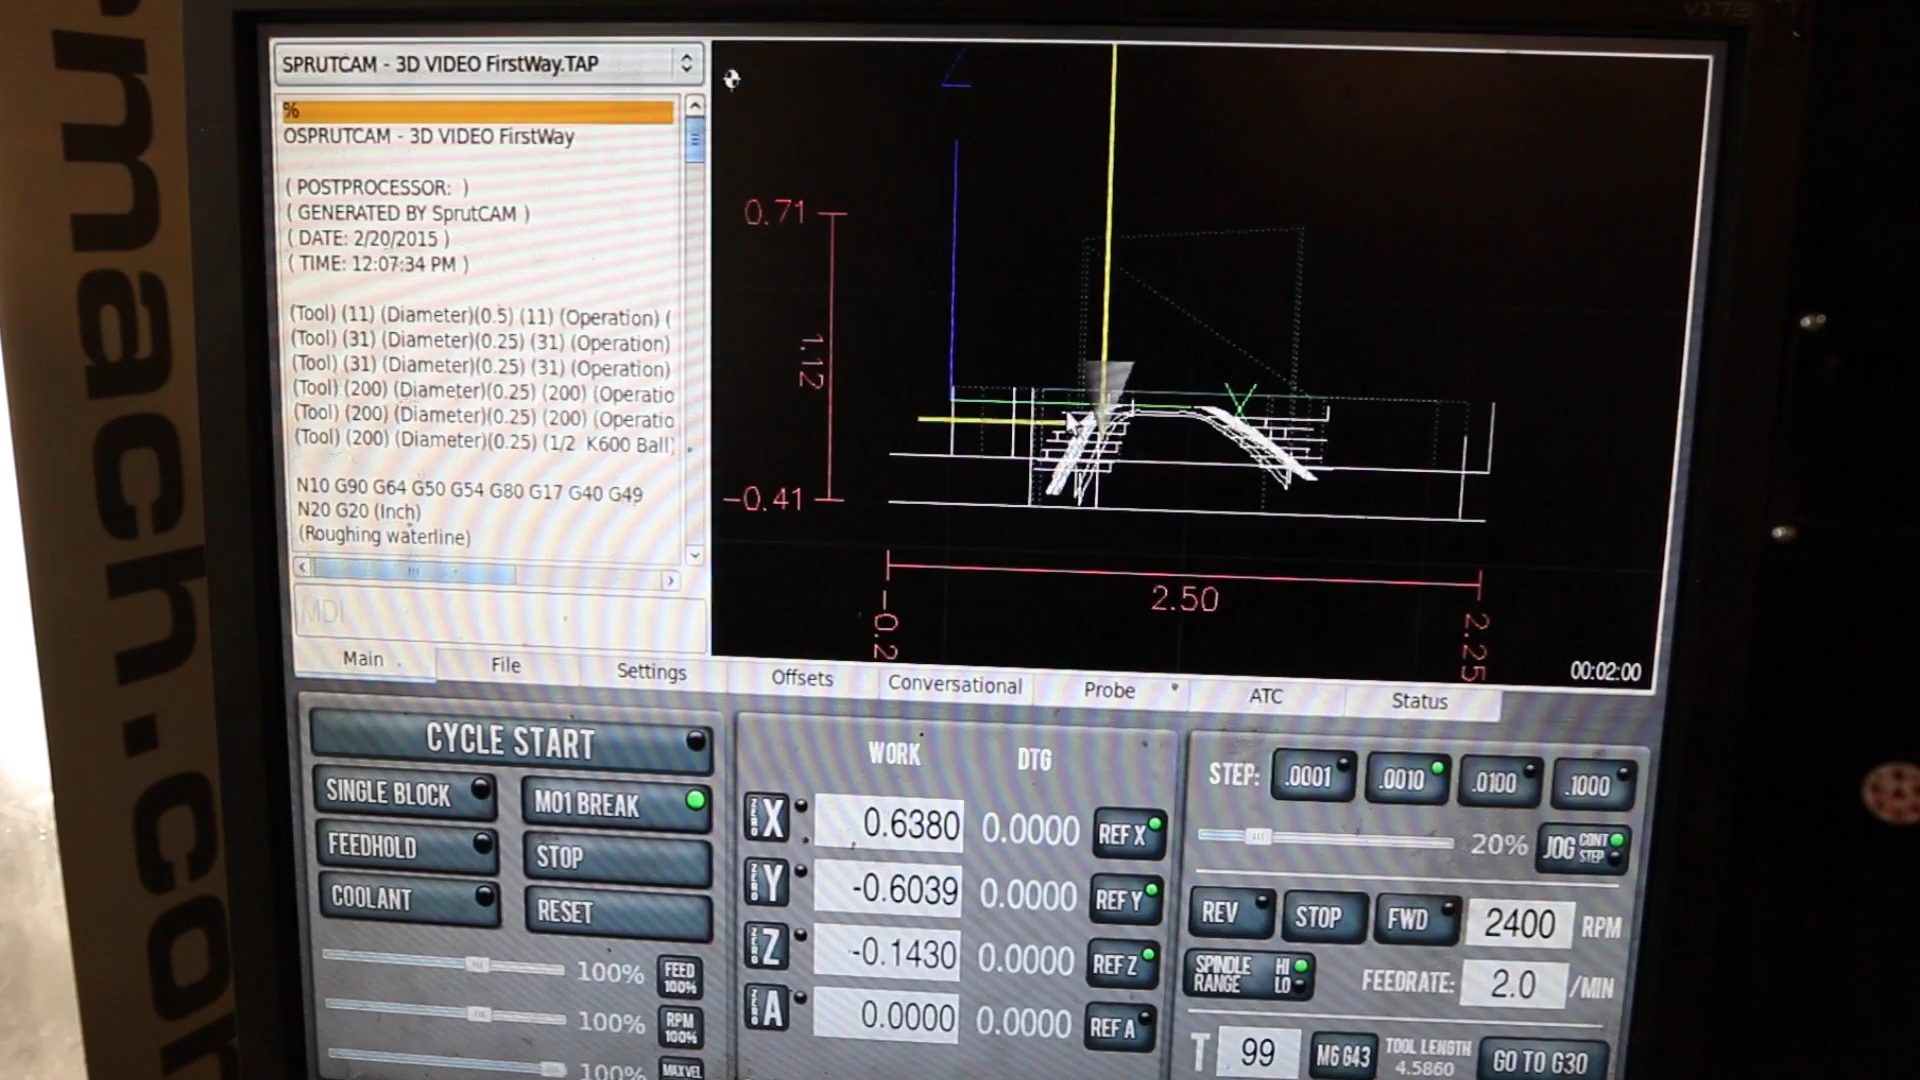 mach.co
V17.3
SPRUTCAM - 3D VIDEO FirstWay.TAP
%
OSPRUTCAM - 3D VIDEO FirstWay
( POSTPROCESSOR: )
( GENERATED BY SprutCAM )
( DATE: 2/20/2015 )
( TIME: 12:07:34 PM )
(Tool) (11) (Diameter)(0.5) (11) (Operation) (
(Tool) (31) (Diameter)(0.25) (31) (Operation)
(Tool) (31) (Diameter)(0.25) (31) (Operation)
(Tool) (200) (Diameter)(0.25) (200) (Operatio
(Tool) (200) (Diameter)(0.25) (200) (Operatio
(Tool) (200) (Diameter)(0.25) (1/2 K600 Ball)
N10 G90 G64 G50 G54 G80 G17 G40 G49
N20 G20 (Inch)
(Roughing waterline)
MDI
0.71
1.12
-0.41
2.50
-0.2
2.25
00:02:00
Main File Settings Offsets Conversational Probe ATC Status
CYCLE START
SINGLE BLOCK
M01 BREAK
FEEDHOLD
STOP
COOLANT
RESET
100% FEED 100%
100% RPM 100%
100% MAXVEL
WORK DTG
ZERO X 0.6380 0.0000 REF X
ZERO Y -0.6039 0.0000 REF Y
ZERO Z -0.1430 0.0000 REF Z
ZERO A 0.0000 0.0000 REF A
STEP: .0001 .0010 .0100 .1000
20% JOG CONT STEP
REV STOP FWD 2400 RPM
SPINDLE RANGE HI LO FEEDRATE: 2.0 /MIN
T 99 M6 G43 TOOL LENGTH 4.5860 GO TO G30